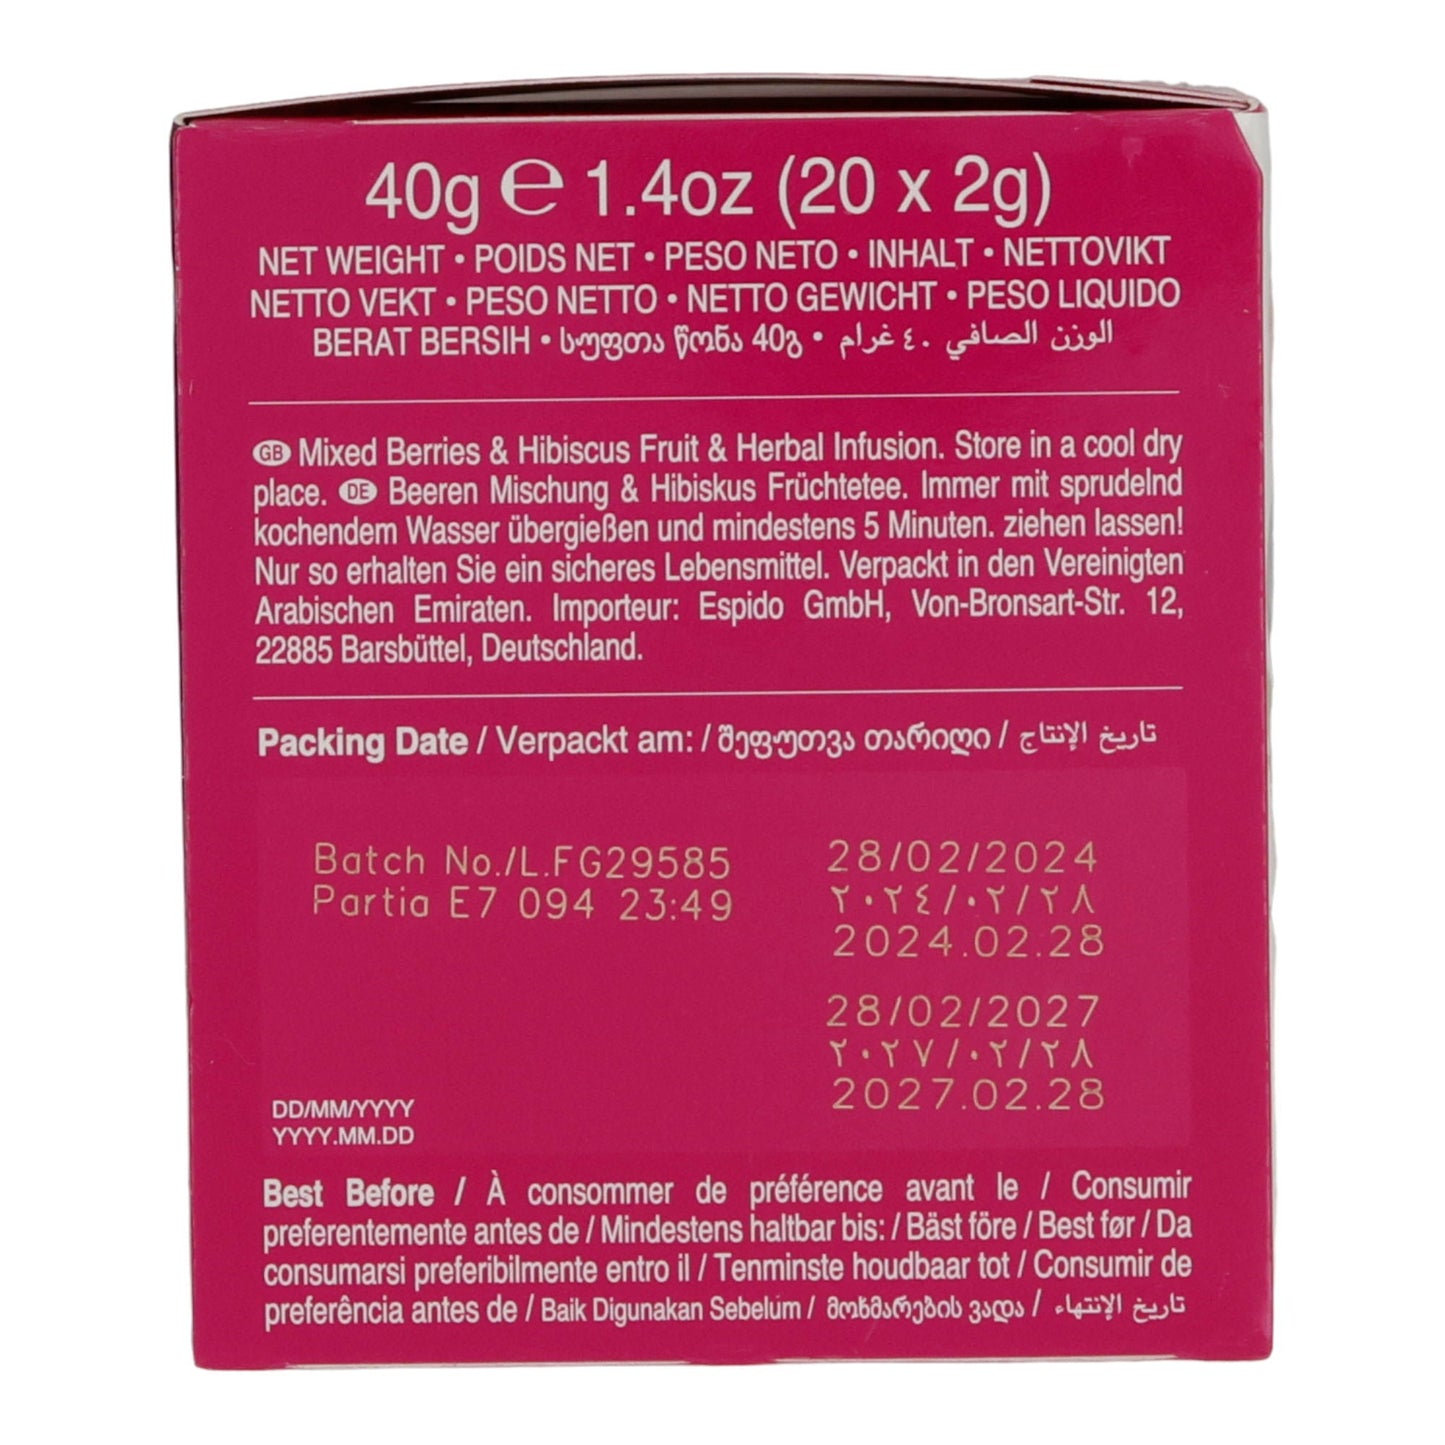 40g ℮ 1.4oz (20 x 2g)
NET WEIGHT • POIDS NET • PESO NETO • INHALT • NETTOVIKT
NETTO VEKT • PESO NETTO • NETTO GEWICHT • PESO LIQUIDO
BERAT BERSIH • სუფთა წონა 40გ • الوزن الصافي ٤٠ غرام
GB Mixed Berries & Hibiscus Fruit & Herbal Infusion. Store in a cool dry
place. DE Beeren Mischung & Hibiskus Früchtetee. Immer mit sprudelnd
kochendem Wasser übergießen und mindestens 5 Minuten. ziehen lassen!
Nur so erhalten Sie ein sicheres Lebensmittel. Verpackt in den Vereinigten
Arabischen Emiraten. Importeur: Espido GmbH, Von-Bronsart-Str. 12,
22885 Barsbüttel, Deutschland.
Packing Date / Verpackt am: / შეფუთვა თარიღი / تاريخ الإنتاج
Batch No./L.FG29585 28/02/2024
Partia E7 094 23:49 ٢٠٢٤/٠٢/٢٨
2024.02.28
28/02/2027
٢٠٢٧/٠٢/٢٨
2027.02.28
DD/MM/YYYY
YYYY.MM.DD
Best Before / À consommer de préférence avant le / Consumir
preferentemente antes de / Mindestens haltbar bis: / Bäst före / Best før / Da
consumarsi preferibilmente entro il / Tenminste houdbaar tot / Consumir de
preferência antes de / Baik Digunakan Sebelum / მოხმარების ვადა / تاريخ الإنتهاء